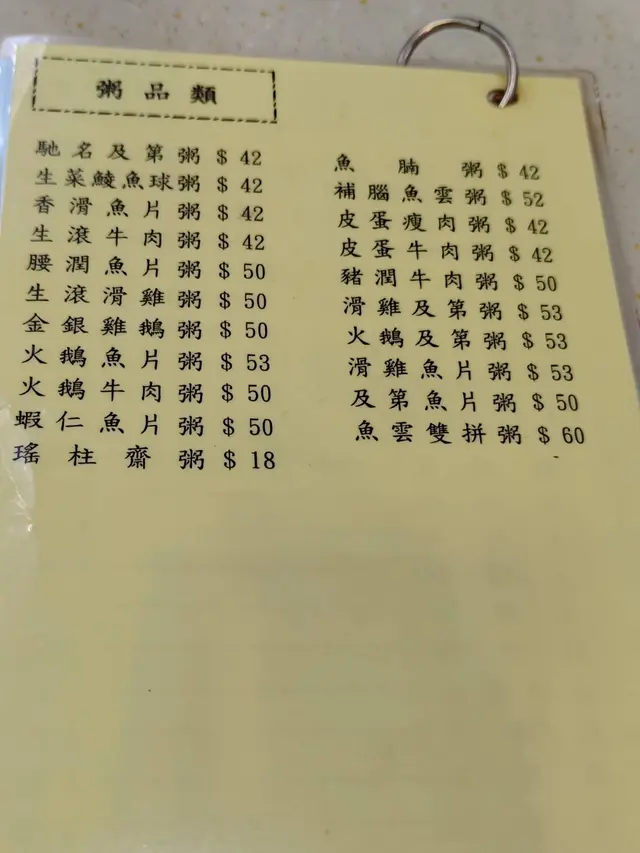 粥品類
馳名及第粥 $ 42
生菜鯪魚球粥 $ 42
香滑魚片粥 $ 42
生滾牛肉粥 $ 42
腰潤魚片粥 $ 50
生滾滑雞粥 $ 50
金銀雞鵝粥 $ 50
火鵝魚片粥 $ 53
火鵝牛肉粥 $ 50
蝦仁魚片粥 $ 50
瑤柱齋粥 $ 18
魚腩粥 $ 42
補腦魚雲粥 $ 52
皮蛋瘦肉粥 $ 42
皮蛋牛肉粥 $ 42
豬潤牛肉粥 $ 50
滑雞及第粥 $ 53
火鵝及第粥 $ 53
滑雞魚片粥 $ 53
及第魚片粥 $ 50
魚雲雙拼粥 $ 60